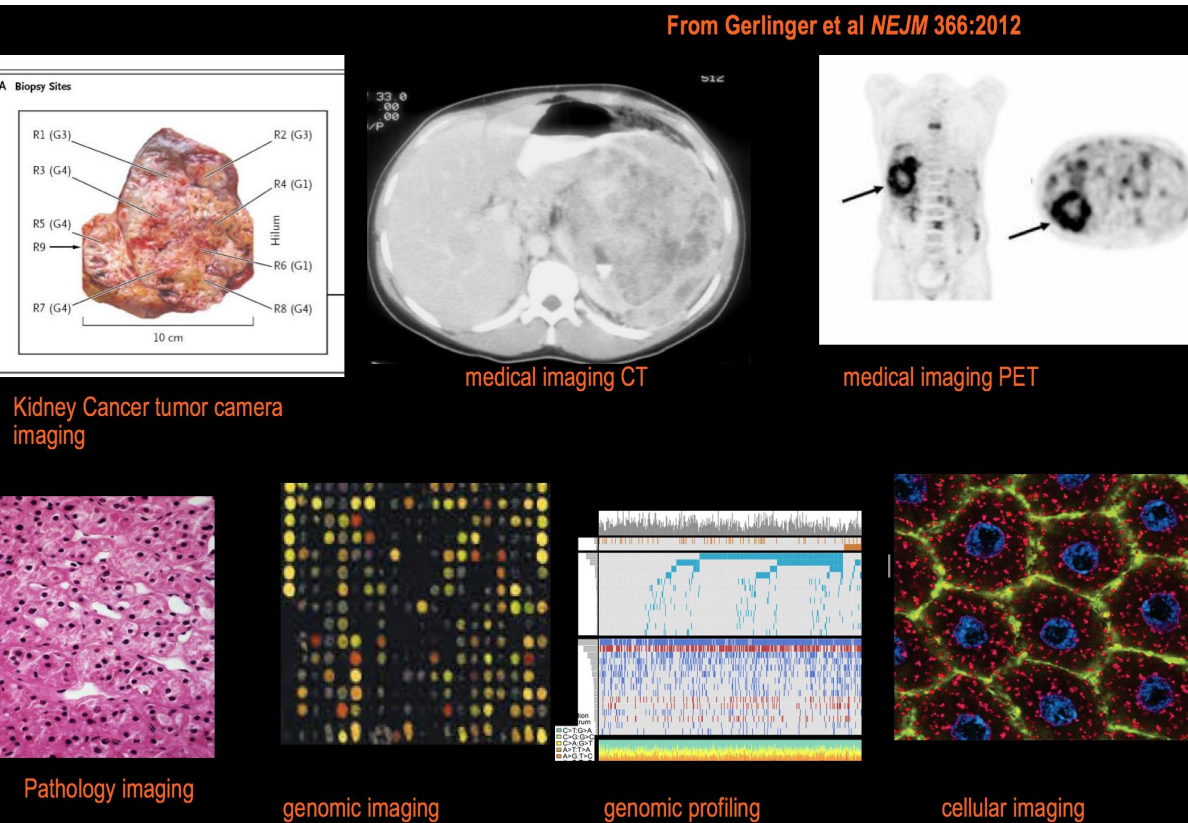 From Gerlinger et al NEJM 366:2012
A Biopsy Sites
R1 (G3)
R2 (G3)
R3 (G4)
R4 (G1)
R5 (G4)
Hilum
R9
R6 (G1)
R7 (G4)
R8 (G4)
10 cm
512
33.0
.00
.00
/P
medical imaging CT
medical imaging PET
Kidney Cancer tumor camera
imaging
C>T:G>A
C>G:G>C
C>A:G>T
A>T:T>A
A>G:T>C
Pathology imaging
genomic imaging
genomic profiling
cellular imaging